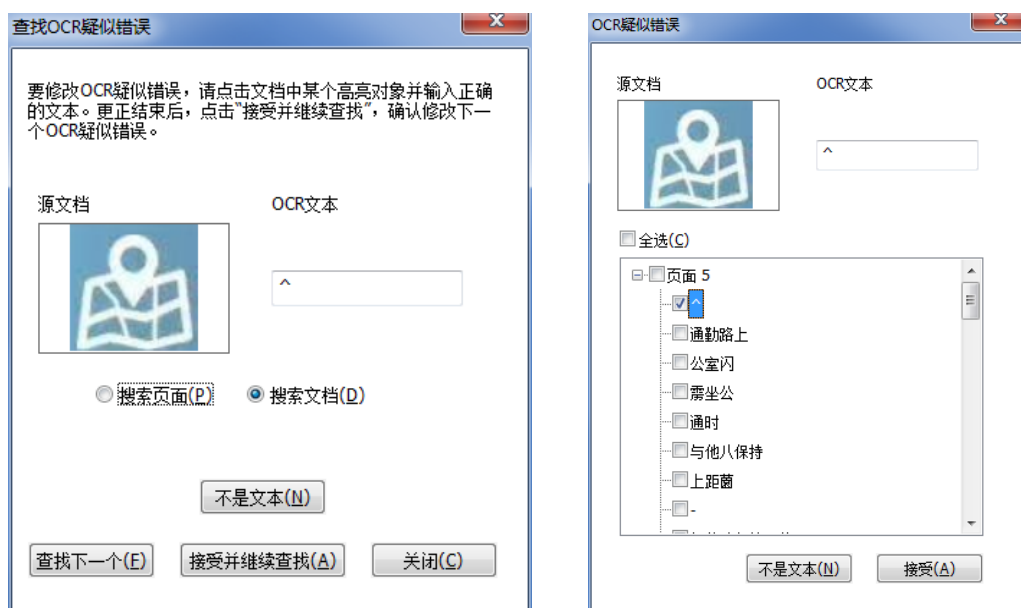 查找OCR疑似错误
要修改OCR疑似错误，请点击文档中某个高亮对象并输入正确
的文本。更正结束后，点击"接受并继续查找"，确认修改下一
个OCR疑似错误。
源文档
OCR文本
^
搜索页面(P)
搜索文档(D)
不是文本(N)
查找下一个(F)
接受并继续查找(A)
关闭(C)
OCR疑似错误
源文档
OCR文本
^
全选(C)
页面 5
^
通勤路上
公室闪
霈坐公
通时
与他八保持
上距菌
-
不是文本(N)
接受(A)